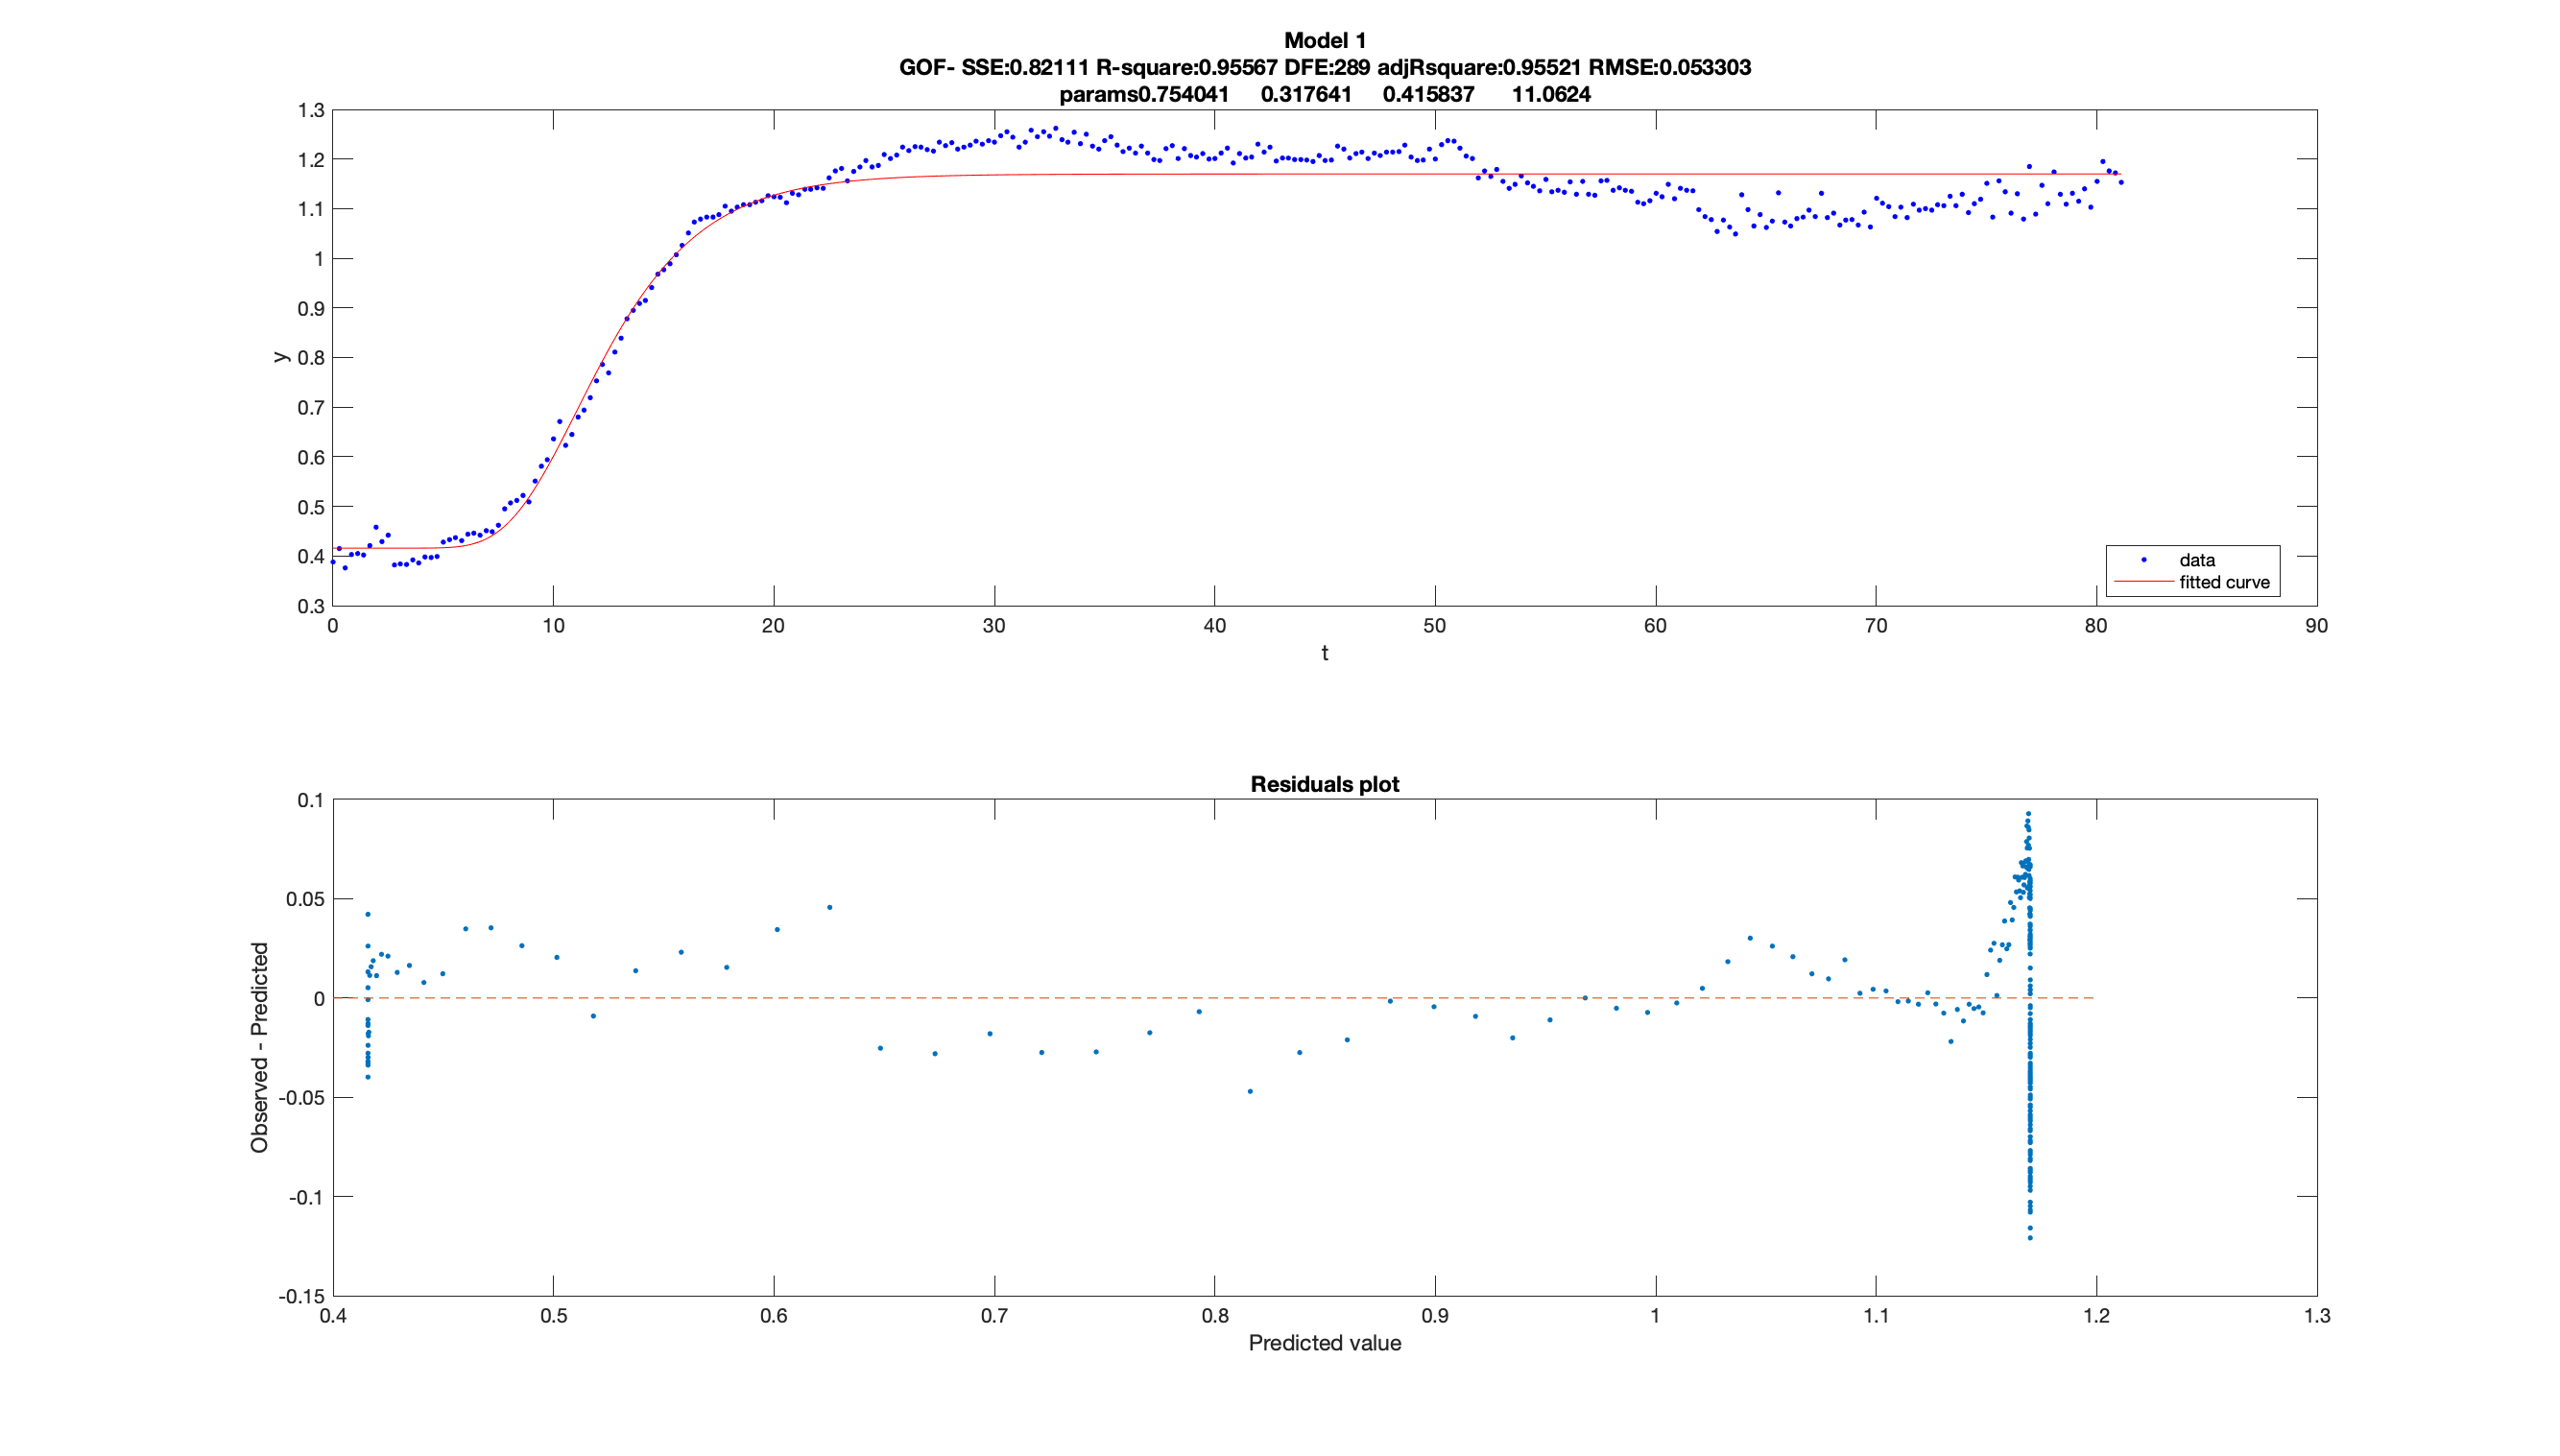 Model 1
GOF- SSE:0.82111 R-square:0.95567 DFE:289 adjRsquare:0.95521 RMSE:0.053303
params0.754041 0.317641 0.415837 11.0624
1.3
1.2
1.1
1
0.9
0.8
0.7
0.6
0.5
0.4
0.3
y
0 10 20 30 40 50 60 70 80 90
t
data
fitted curve
Residuals plot
0.1
0.05
0
-0.05
-0.1
-0.15
Observed - Predicted
0.4 0.5 0.6 0.7 0.8 0.9 1 1.1 1.2 1.3
Predicted value